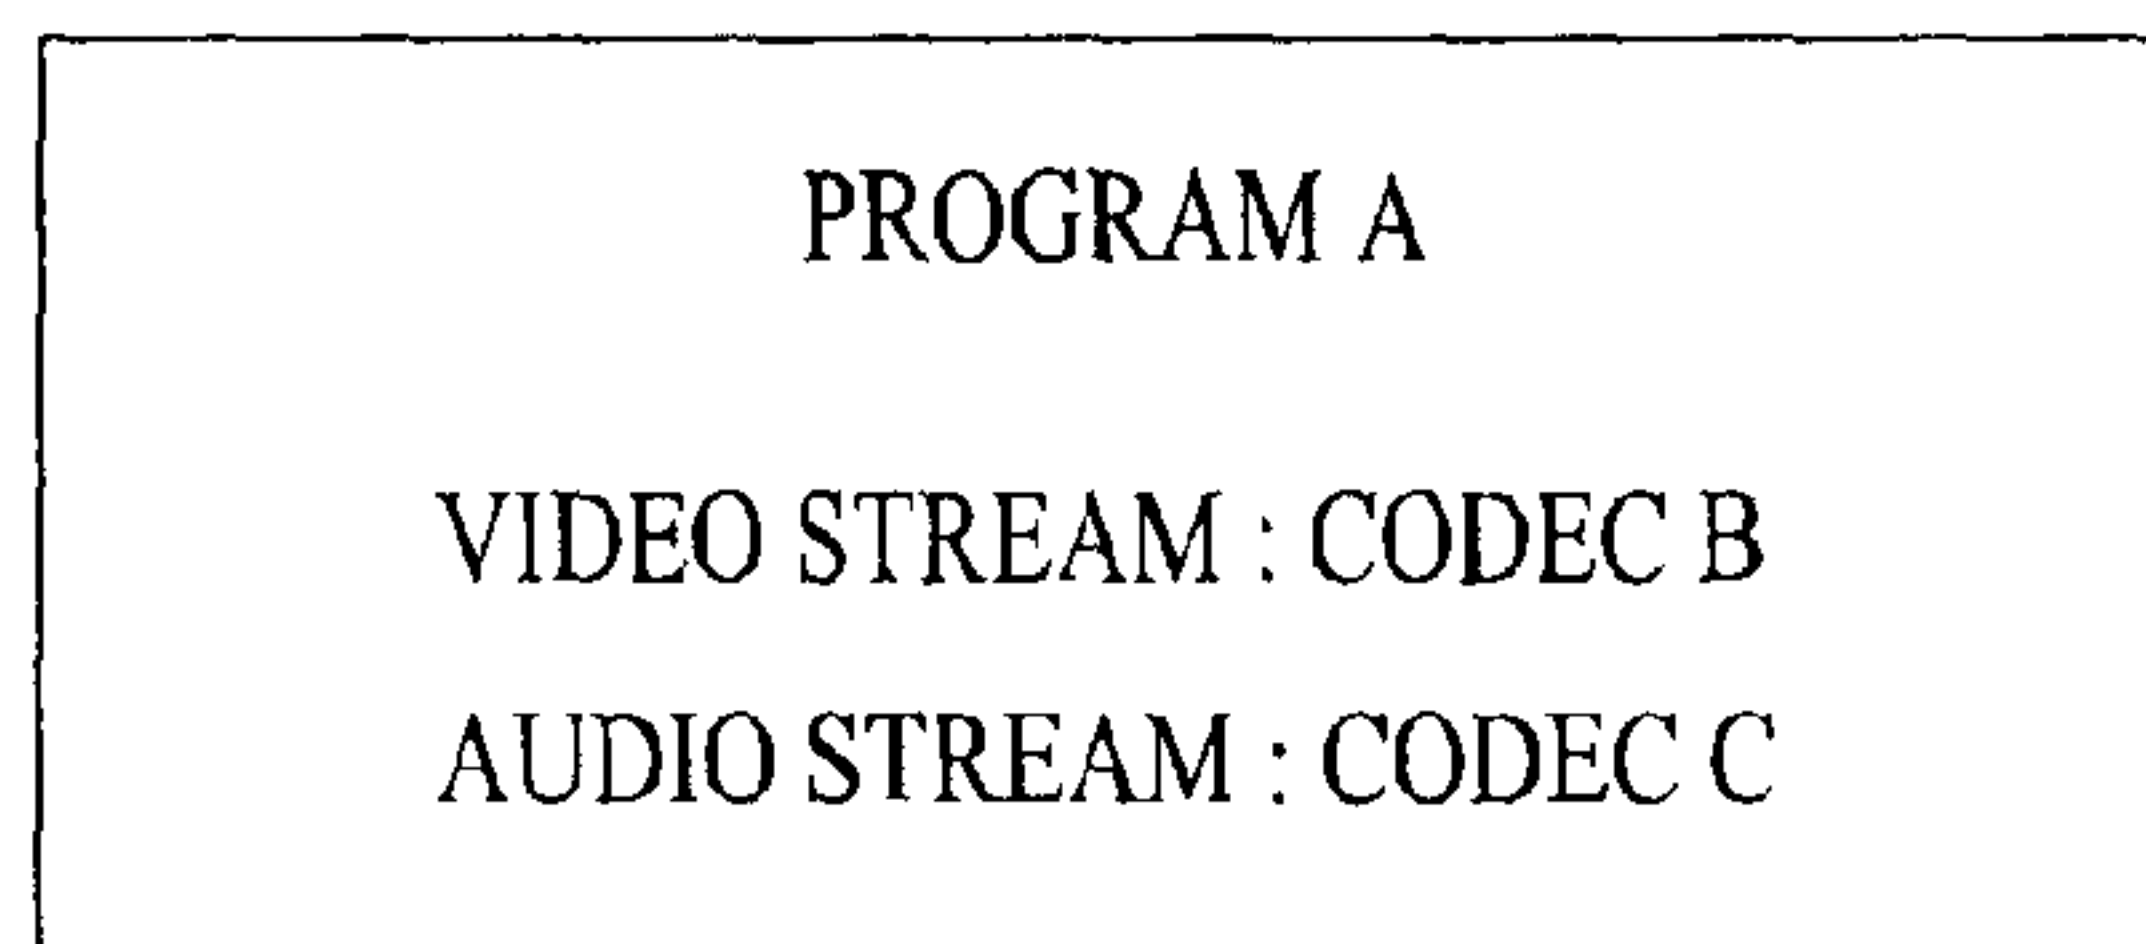 PROGRAM A
VIDEO STREAM : CODEC B
AUDIO STREAM : CODEC C